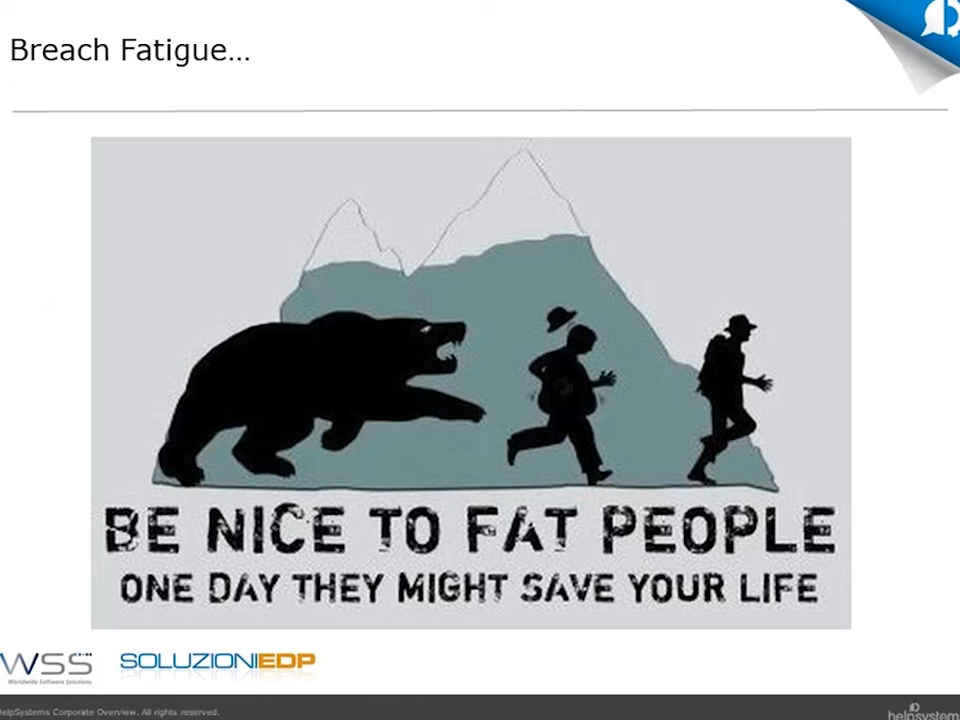 Breach Fatigue...
BE NICE TO FAT PEOPLE
ONE DAY THEY MIGHT SAVE YOUR LIFE
WSS
Worldwide Software Solutions
SOLUZIONIEDP
HelpSystems Corporate Overview. All rights reserved.
helpsystems